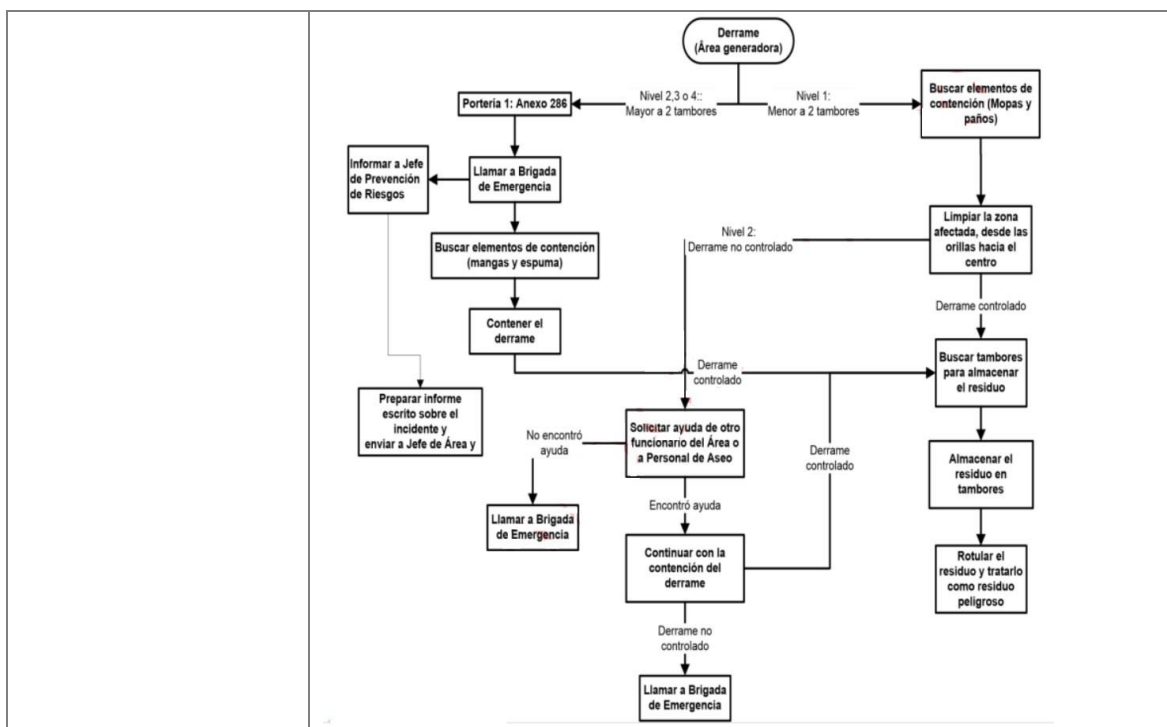 Derrame
(Área generadora)
Nivel 2,3 o 4::
Mayor a 2 tambores
Nivel 1:
Menor a 2 tambores
Portería 1: Anexo 286
Buscar elementos
de contención (Mopas y
paños)
Informar a Jefe
de Prevención
de Riesgos
Llamar a Brigada
de Emergencia
Limpiar la zona
afectada, desde las
orillas hacia el
centro
Nivel 2:
Derrame no controlado
Buscar elementos de contención
(mangas y espuma)
Derrame controlado
Contener el
derrame
Buscar tambores
para almacenar
el residuo
Derrame
controlado
Preparar informe
escrito sobre el
incidente y
enviar a Jefe de Área y
Solicitar ayuda de otro
funcionario del Área o
a Personal de Aseo
No encontró
ayuda
Derrame
controlado
Almacenar el
residuo en
tambores
Encontró ayuda
Llamar a Brigada
de Emergencia
Continuar con la
contención del
derrame
Rotular el
residuo y tratarlo
como residuo
peligroso
Derrame no
controlado
Llamar a Brigada
de Emergencia